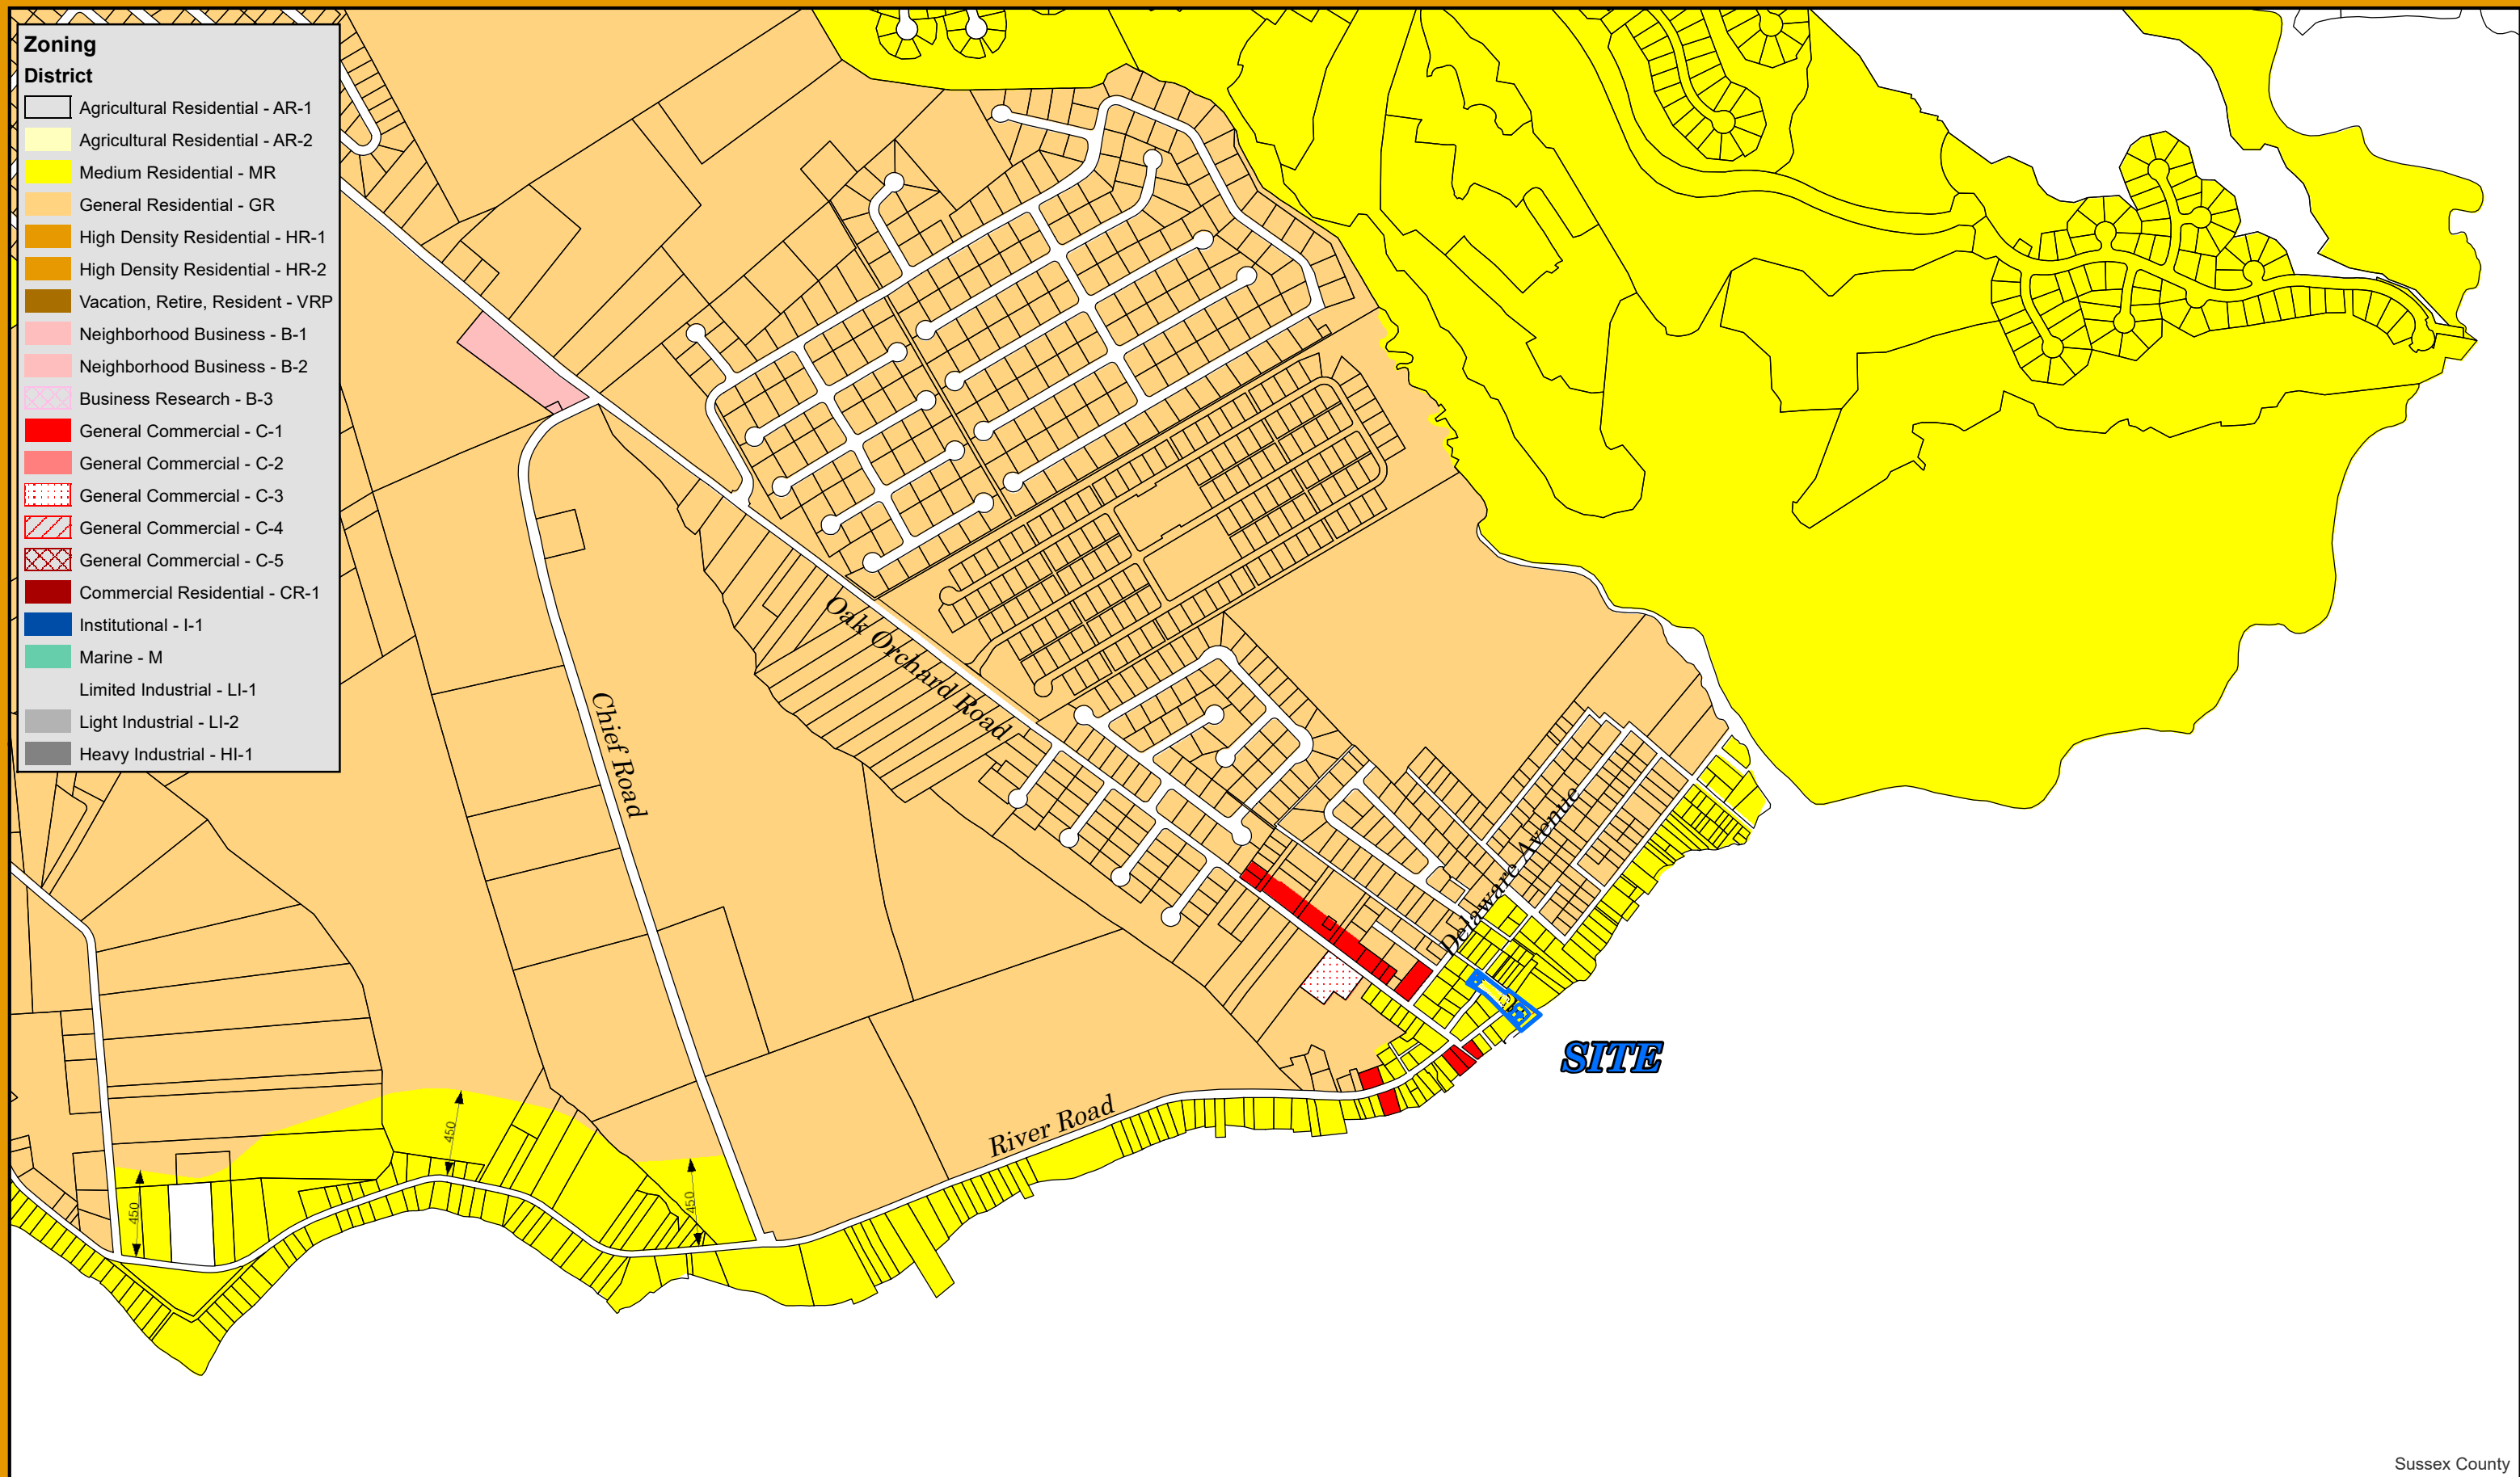 Zoning
District
Agricultural Residential - AR-1
Agricultural Residential - AR-2
Medium Residential - MR
General Residential - GR
High Density Residential - HR-1
High Density Residential - HR-2
Vacation, Retire, Resident - VRP
Neighborhood Business - B-1
Neighborhood Business - B-2
Business Research - B-3
General Commercial - C-1
General Commercial - C-2
General Commercial - C-3
General Commercial - C-4
General Commercial - C-5
Commercial Residential - CR-1
Institutional - I-1
Marine - M
Limited Industrial - LI-1
Light Industrial - LI-2
Heavy Industrial - HI-1
Oak Orchard Road
Chief Road
Delaware Avenue
SITE
River Road
450
450
450
Sussex County